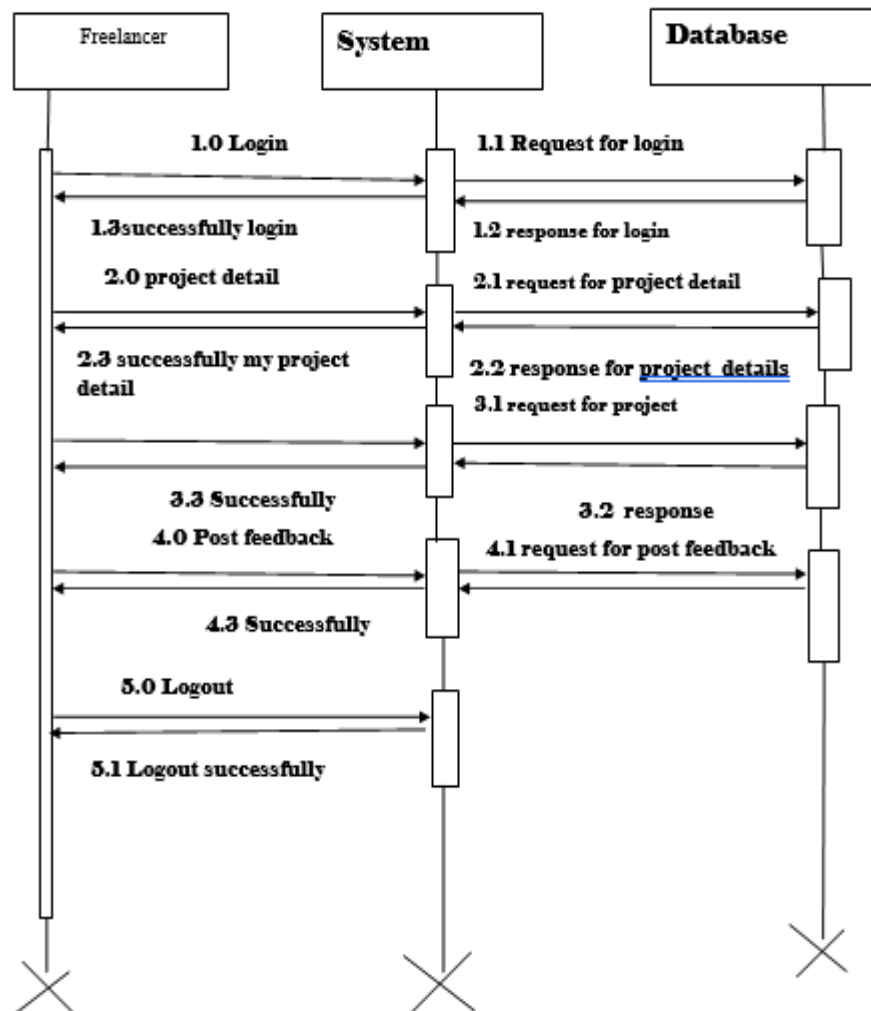 Freelancer
System
Database
1.0 Login
1.1 Request for login
1.3successfully login
1.2 response for login
2.0 project detail
2.1 request for project detail
2.3 successfully my project
detail
2.2 response for project details
3.1 request for project
3.3 Successfully
3.2 response
4.0 Post feedback
4.1 request for post feedback
4.3 Successfully
5.0 Logout
5.1 Logout successfully